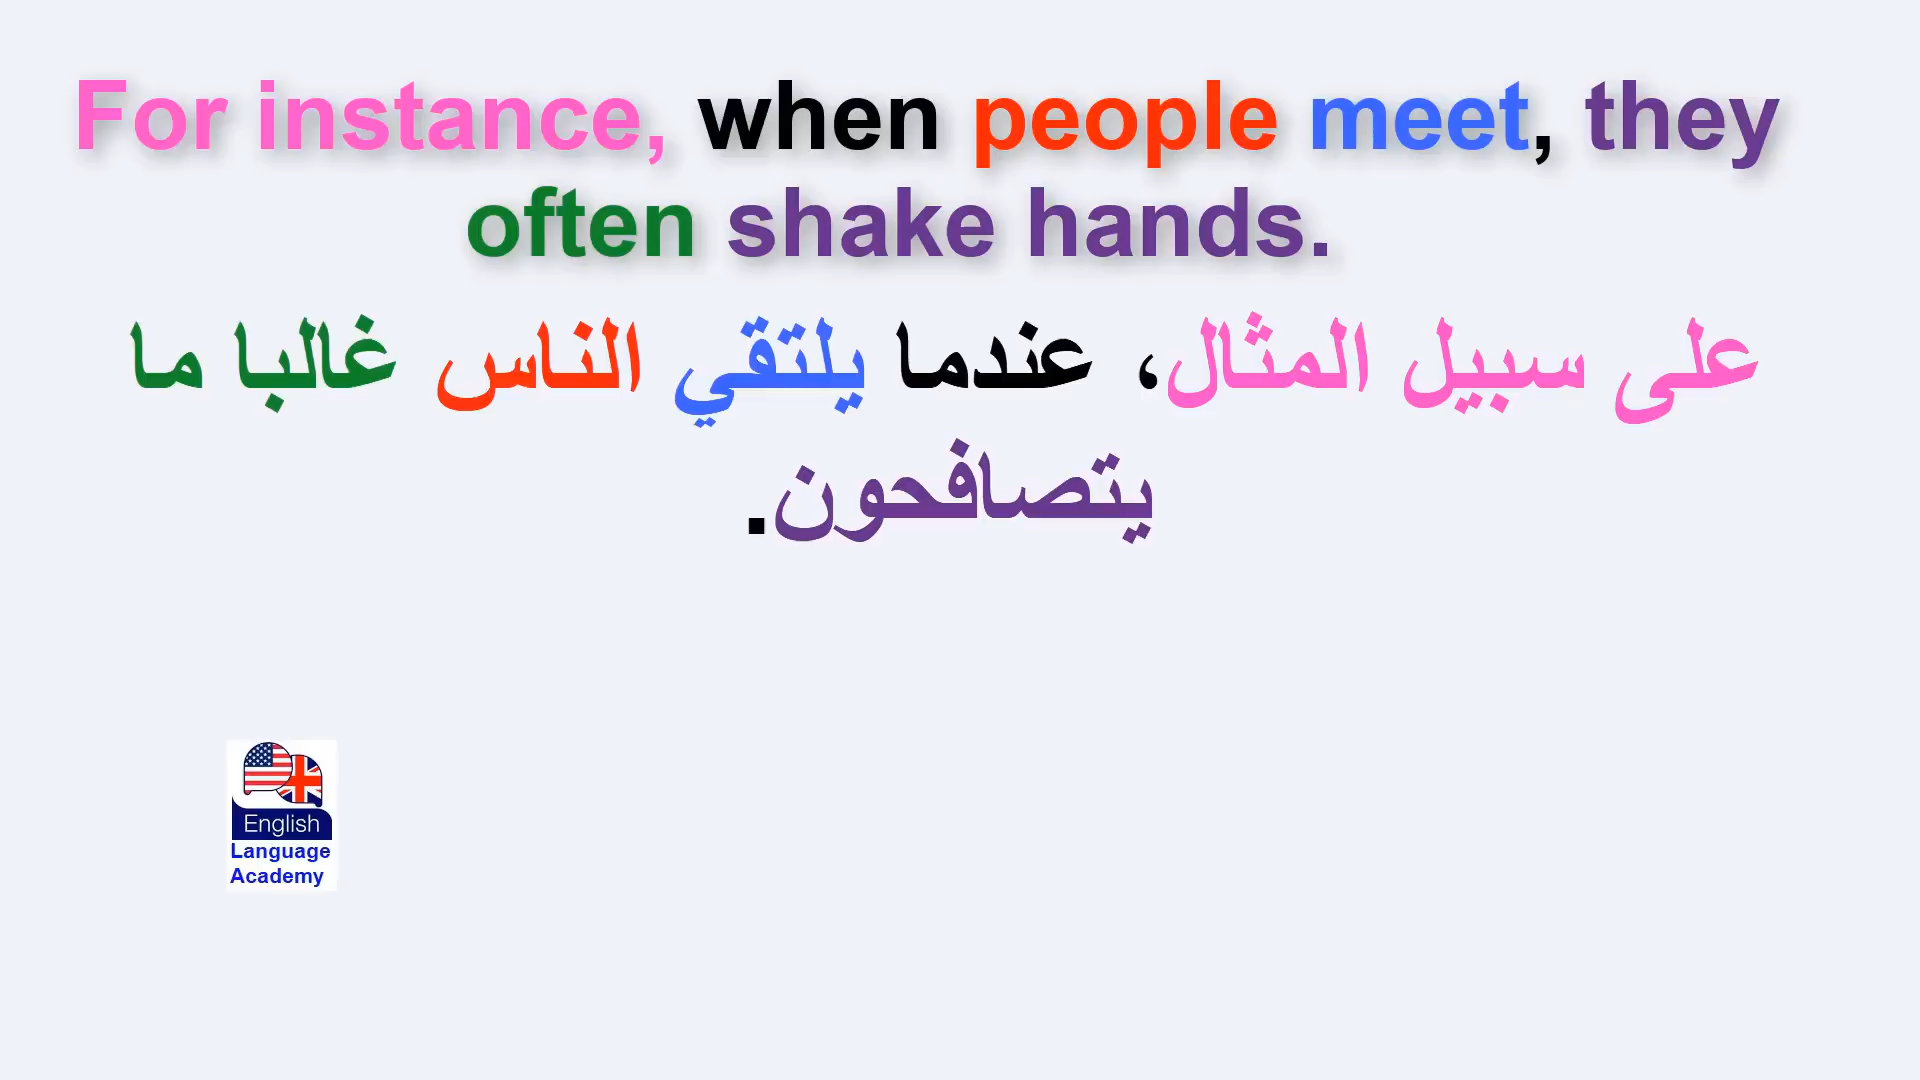 For instance, when people meet, they
often shake hands.
على سبيل المثال، عندما يلتقي الناس غالبا ما
يتصافحون.
English
Language
Academy